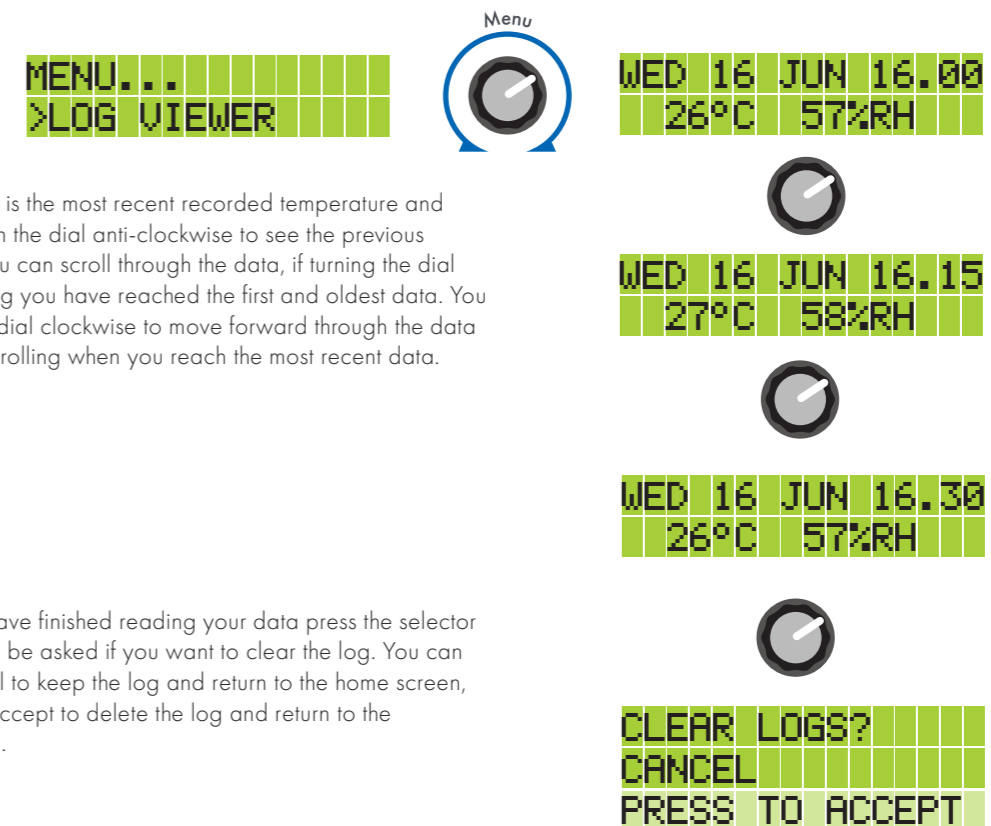 Menu
MENU...
>LOG VIEWER
WED 16 JUN 16.00
26°C 57%RH
is the most recent recorded temperature and
the dial anti-clockwise to see the previous
can scroll through the data, if turning the dial
you have reached the first and oldest data. You
dial clockwise to move forward through the data
when you reach the most recent data.
WED 16 JUN 16.15
27°C 58%RH
WED 16 JUN 16.30
26°C 57%RH
finished reading your data press the selector
be asked if you want to clear the log. You can
to keep the log and return to the home screen,
to delete the log and return to the
.
CLEAR LOGS?
CANCEL
PRESS TO ACCEPT